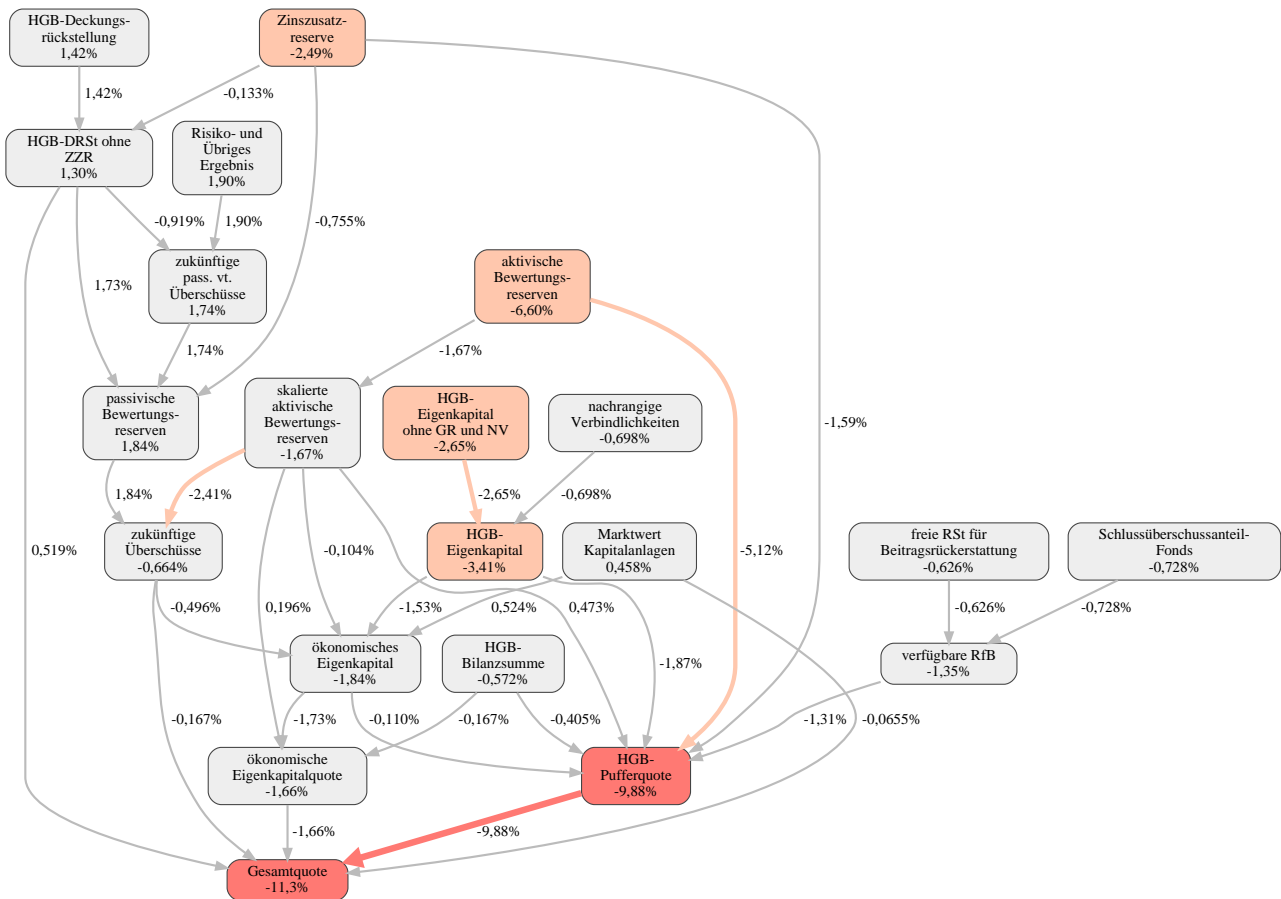 HGB-Deckungs-
rückstellung
1,42%
Zinszusatz-
reserve
-2,49%
1,42%
-0,133%
HGB-DRSt ohne
ZZR
1,30%
Risiko- und
Übriges
Ergebnis
1,90%
-0,919%
1,90%
-0,755%
zukünftige
pass. vt.
Überschüsse
1,74%
aktivische
Bewertungs-
reserven
-6,60%
1,73%
1,74%
-1,67%
passivische
Bewertungs-
reserven
1,84%
skalierte
aktivische
Bewertungs-
reserven
-1,67%
HGB-
Eigenkapital
ohne GR und NV
-2,65%
nachrangige
Verbindlichkeiten
-0,698%
-1,59%
1,84%
-2,41%
-2,65%
-0,698%
zukünftige
Überschüsse
-0,664%
HGB-
Eigenkapital
-3,41%
Marktwert
Kapitalanlagen
0,458%
freie RSt für
Beitragsrückerstattung
-0,626%
Schlussüberschussanteil-
Fonds
-0,728%
0,519%
-0,104%
-5,12%
-0,496%
0,196%
-1,53%
0,524%
0,473%
-0,626%
-0,728%
ökonomisches
Eigenkapital
-1,84%
HGB-
Bilanzsumme
-0,572%
-1,87%
verfügbare RfB
-1,35%
-0,167%
-1,73%
-0,110%
-0,167%
-0,405%
-1,31%
-0,0655%
ökonomische
Eigenkapitalquote
-1,66%
HGB-
Pufferquote
-9,88%
-1,66%
-9,88%
Gesamtquote
-11,3%